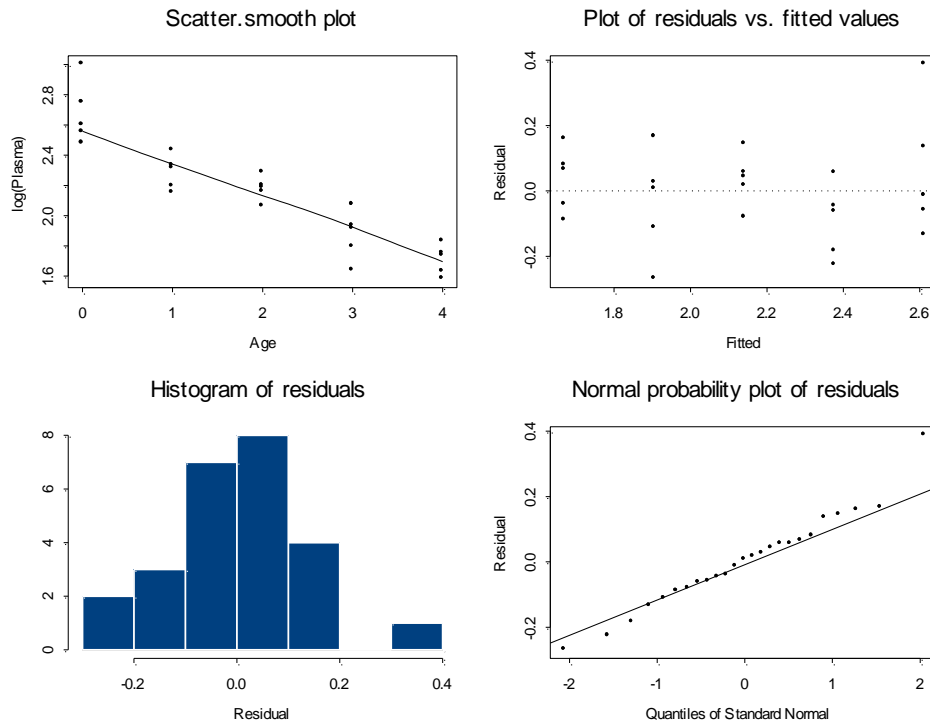 Scatter.smooth plot
log(Plasma)
1.6 2.0 2.4 2.8
0 1 2 3 4
Age
Plot of residuals vs. fitted values
Residual
-0.2 0.0 0.2 0.4
1.8 2.0 2.2 2.4 2.6
Fitted
Histogram of residuals
0 2 4 6 8
-0.2 0.0 0.2 0.4
Residual
Normal probability plot of residuals
Residual
-0.2 0.0 0.2 0.4
-2 -1 0 1 2
Quantiles of Standard Normal